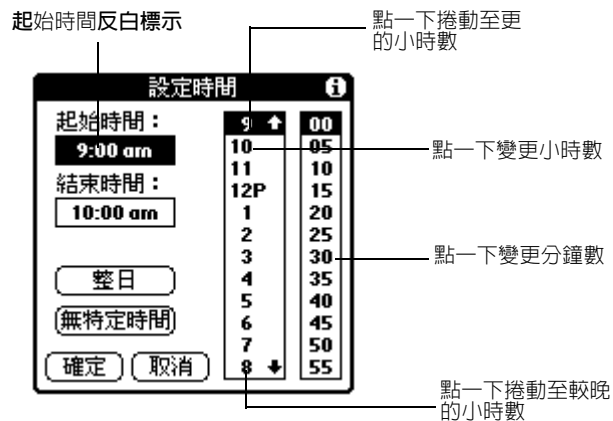 起始時間反白標示
點一下捲動至更
的小時數
設定時間
起始時間：
9:00 am
結束時間：
10:00 am
整日
無特定時間
確定 取消
9 00
10 05
11 10
12P 15
1 20
2 25
3 30
4 35
5 40
6 45
7 50
8 55
點一下變更小時數
點一下變更分鐘數
點一下捲動至較晚
的小時數